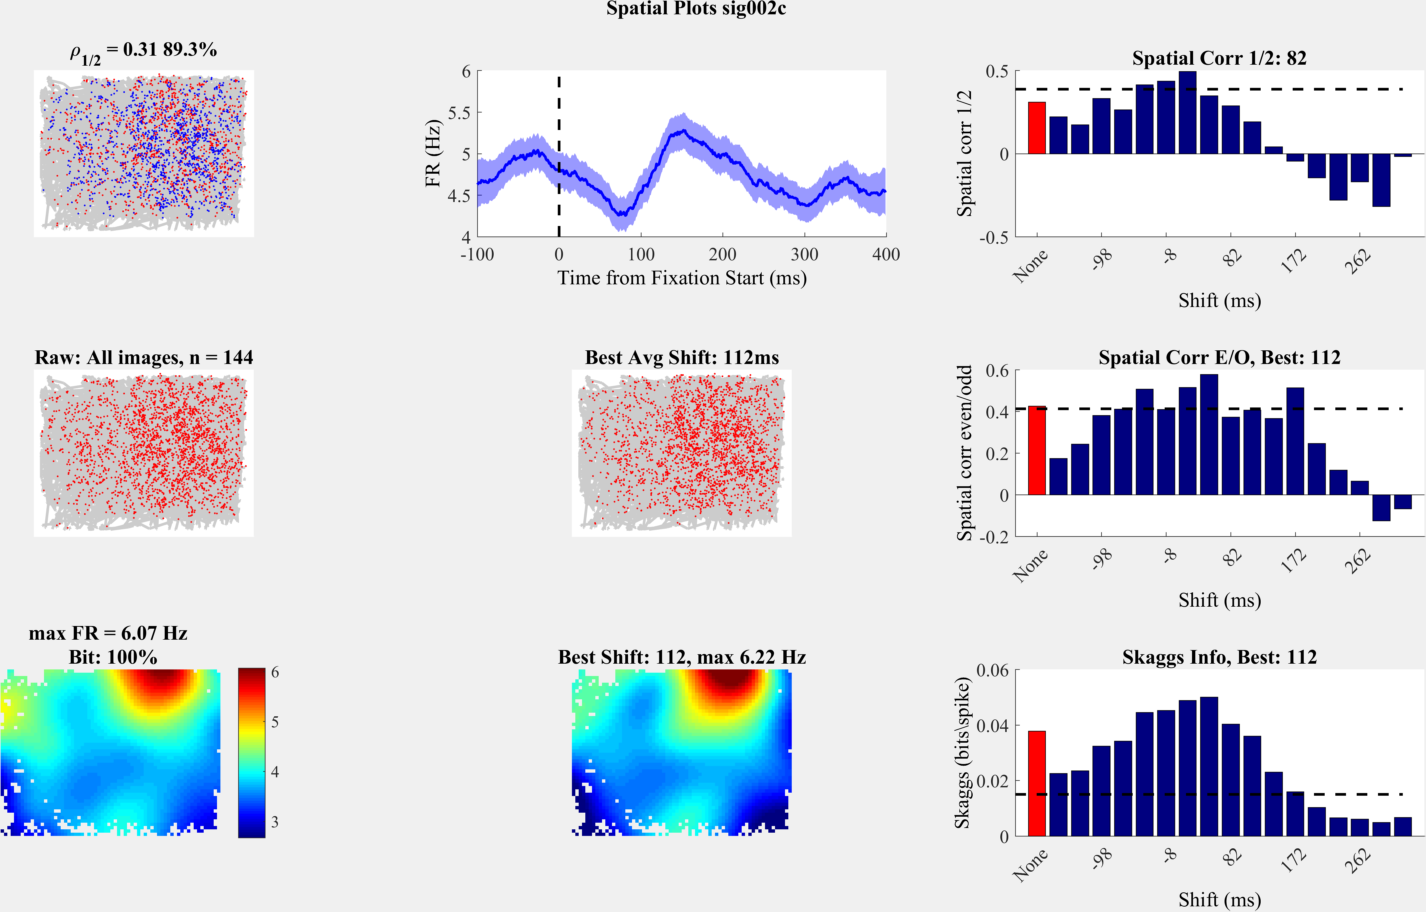 Spatial Plots sig002c
ρ1/2 = 0.31 89.3%
6
5.5
5
4.5
4
FR (Hz)
-100
0
100
200
300
400
Time from Fixation Start (ms)
Spatial Corr 1/2: 82
0.5
0
-0.5
Spatial corr 1/2
None
-98
-8
82
172
262
Shift (ms)
Raw: All images, n = 144
Best Avg Shift: 112ms
Spatial Corr E/O, Best: 112
0.6
0.4
0.2
0
-0.2
Spatial corr even/odd
None
-98
-8
82
172
262
Shift (ms)
max FR = 6.07 Hz
Bit: 100%
6
5
4
3
Best Shift: 112, max 6.22 Hz
Skaggs Info, Best: 112
0.06
0.04
0.02
0
Skaggs (bits\spike)
None
-98
-8
82
172
262
Shift (ms)